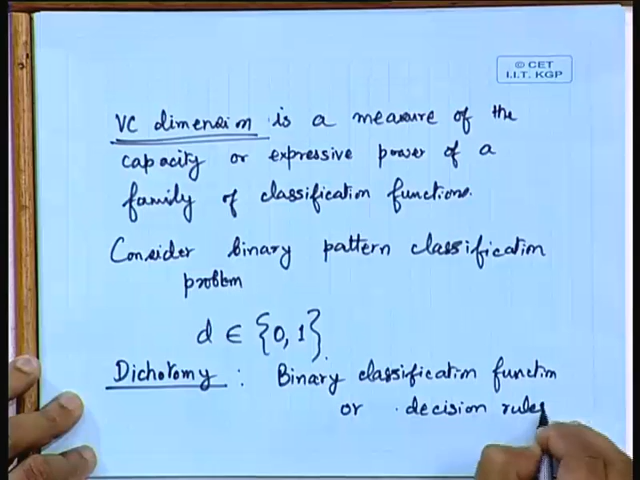 © CET
I.I.T. KGP
VC dimension is a measure of the
capacity or expressive power of a
family of classification functions.
Consider binary pattern classification
problem
d ∈ {0, 1}.
Dichotomy : Binary classification function
or decision rules